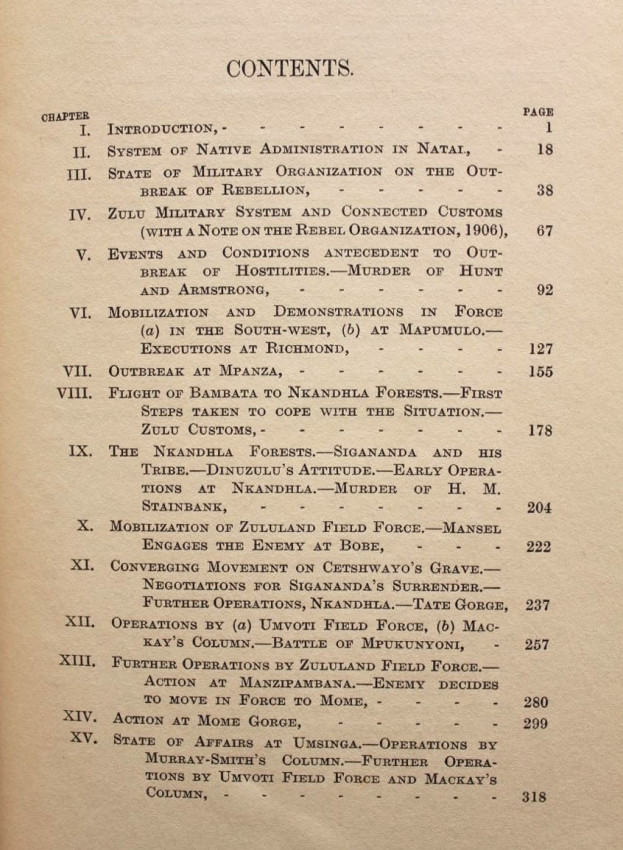 CONTENTS.
CHAPTER PAGE
I. INTRODUCTION, - - - - - - - - 1
II. SYSTEM OF NATIVE ADMINISTRATION IN NATAL, - 18
III. STATE OF MILITARY ORGANIZATION ON THE OUT-
BREAK OF REBELLION, - - - - - 38
IV. ZULU MILITARY SYSTEM AND CONNECTED CUSTOMS
(WITH A NOTE ON THE REBEL ORGANIZATION, 1906), 67
V. EVENTS AND CONDITIONS ANTECEDENT TO OUT-
BREAK OF HOSTILITIES.—MURDER OF HUNT
AND ARMSTRONG, - - - - - - 92
VI. MOBILIZATION AND DEMONSTRATIONS IN FORCE
(a) IN THE SOUTH-WEST, (b) AT MAPUMULO.—
EXECUTIONS AT RICHMOND, - - - - 127
VII. OUTBREAK AT MPANZA, - - - - - - 155
VIII. FLIGHT OF BAMBATA TO NKANDHLA FORESTS.—FIRST
STEPS TAKEN TO COPE WITH THE SITUATION.—
ZULU CUSTOMS, - - - - - - - 178
IX. THE NKANDHLA FORESTS.—SIGANANDA AND HIS
TRIBE.—DINUZULU'S ATTITUDE.—EARLY OPERA-
TIONS AT NKANDHLA.—MURDER OF H. M.
STAINBANK, - - - - - - - 204
X. MOBILIZATION OF ZULULAND FIELD FORCE.—MANSEL
ENGAGES THE ENEMY AT BOBE, - - - 222
XI. CONVERGING MOVEMENT ON CETSHWAYO'S GRAVE.—
NEGOTIATIONS FOR SIGANANDA'S SURRENDER.—
FURTHER OPERATIONS, NKANDHLA.—TATE GORGE, 237
XII. OPERATIONS BY (a) UMVOTI FIELD FORCE, (b) MAC-
KAY'S COLUMN.—BATTLE OF MPUKUNYONI, - 257
XIII. FURTHER OPERATIONS BY ZULULAND FIELD FORCE.—
ACTION AT MANZIPAMBANA.—ENEMY DECIDES
TO MOVE IN FORCE TO MOME, - - - - 280
XIV. ACTION AT MOME GORGE, - - - - - 299
XV. STATE OF AFFAIRS AT UMSINGA.—OPERATIONS BY
MURRAY-SMITH'S COLUMN.—FURTHER OPERA-
TIONS BY UMVOTI FIELD FORCE AND MACKAY'S
COLUMN, - - - - - - - - 318